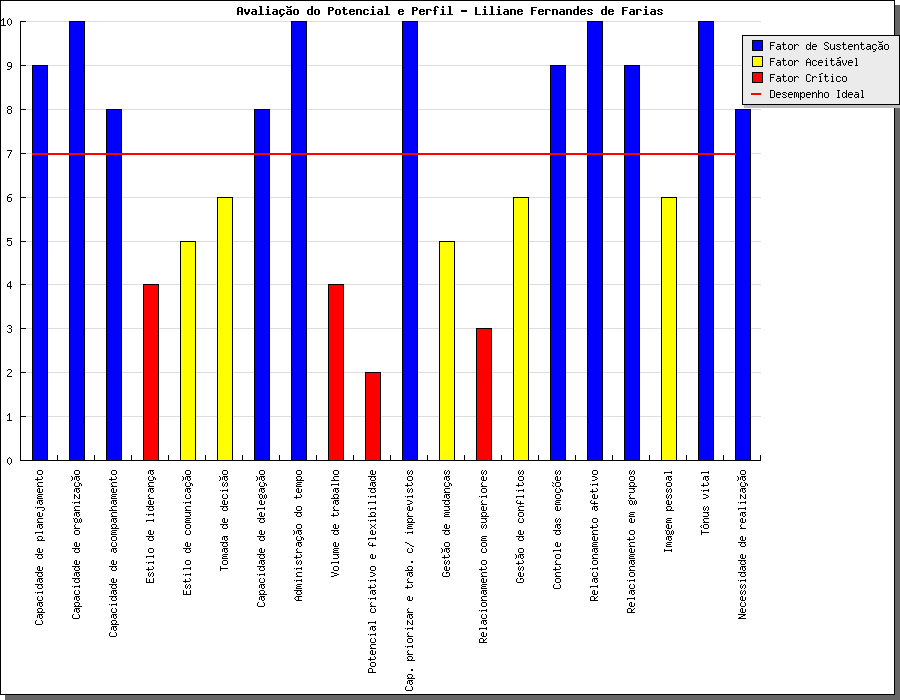 Avaliação do Potencial e Perfil - Liliane Fernandes de Farias
Fator de Sustentação
Fator Aceitável
Fator Crítico
Desempenho Ideal
10
9
8
7
6
5
4
3
2
1
0
Capacidade de planejamento
Capacidade de organização
Capacidade de acompanhamento
Estilo de liderança
Estilo de comunicação
Tomada de decisão
Capacidade de delegação
Administração do tempo
Volume de trabalho
Potencial criativo e flexibilidade
Cap. priorizar e trab. c/ imprevistos
Gestão de mudanças
Relacionamento com superiores
Gestão de conflitos
Controle das emoções
Relacionamento afetivo
Relacionamento em grupos
Imagem pessoal
Tônus vital
Necessidade de realização